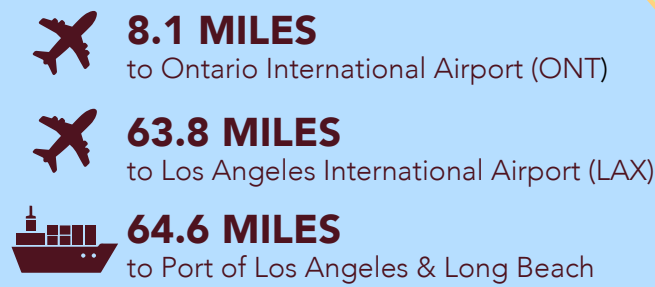 8.1 MILES
to Ontario International Airport (ONT)
63.8 MILES
to Los Angeles International Airport (LAX)
64.6 MILES
to Port of Los Angeles & Long Beach